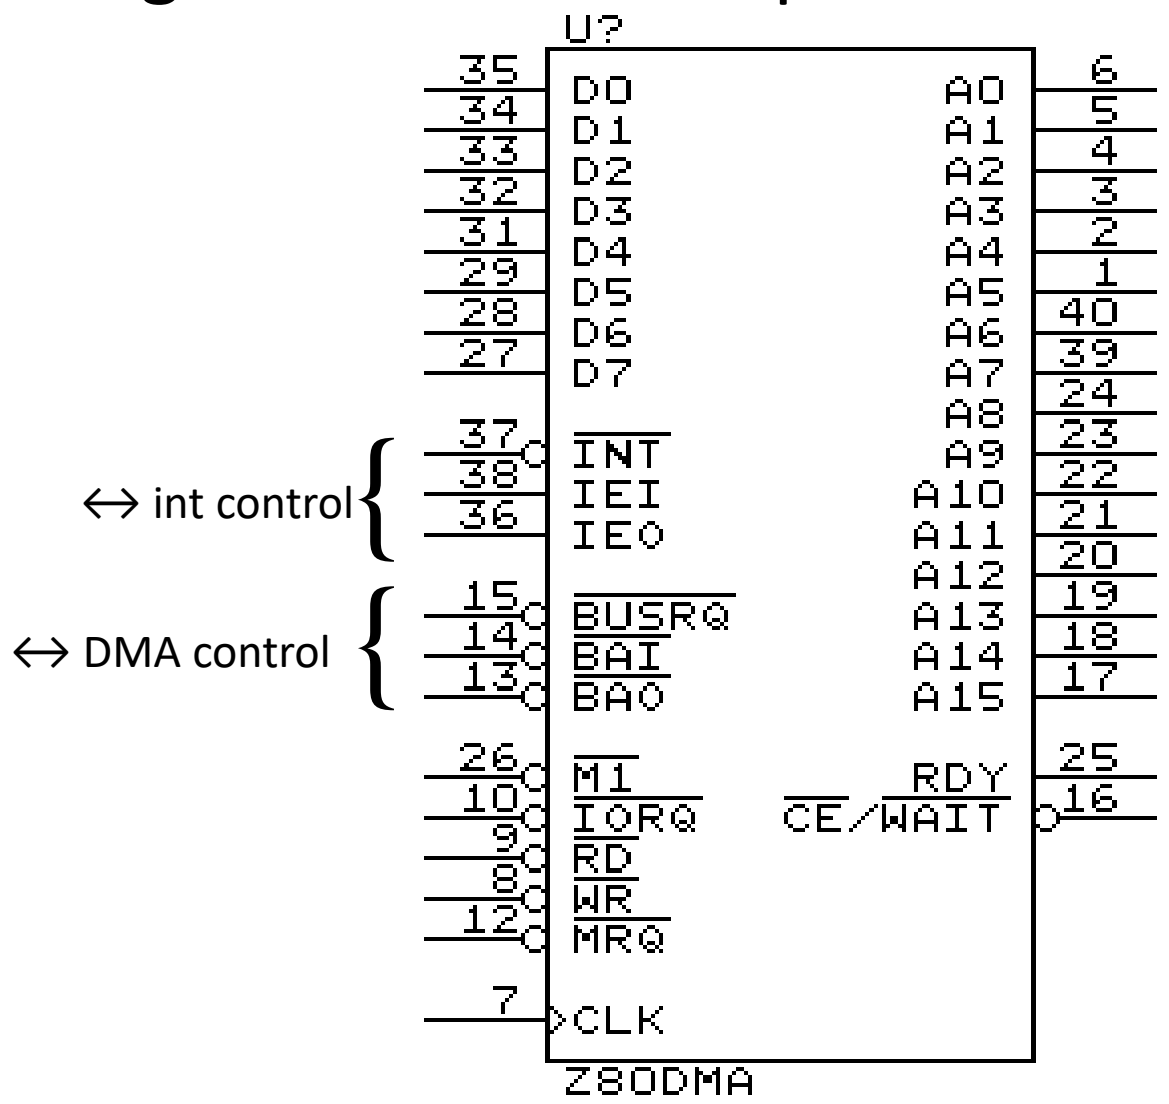 U?
35 D0 A0 6
34 D1 A1 5
33 D2 A2 4
32 D3 A3 3
31 D4 A4 2
29 D5 A5 1
28 D6 A6 40
27 D7 A7 39
A8 24
37 INT A9 23
↔ int control { 38 IEI A10 22
36 IEO A11 21
A12 20
15 BUSRQ A13 19
↔ DMA control { 14 BAI A14 18
13 BAO A15 17
26 M1 RDY 25
10 IORQ CE/WAIT 16
9 RD
8 WR
12 MRQ
7 CLK
Z80DMA